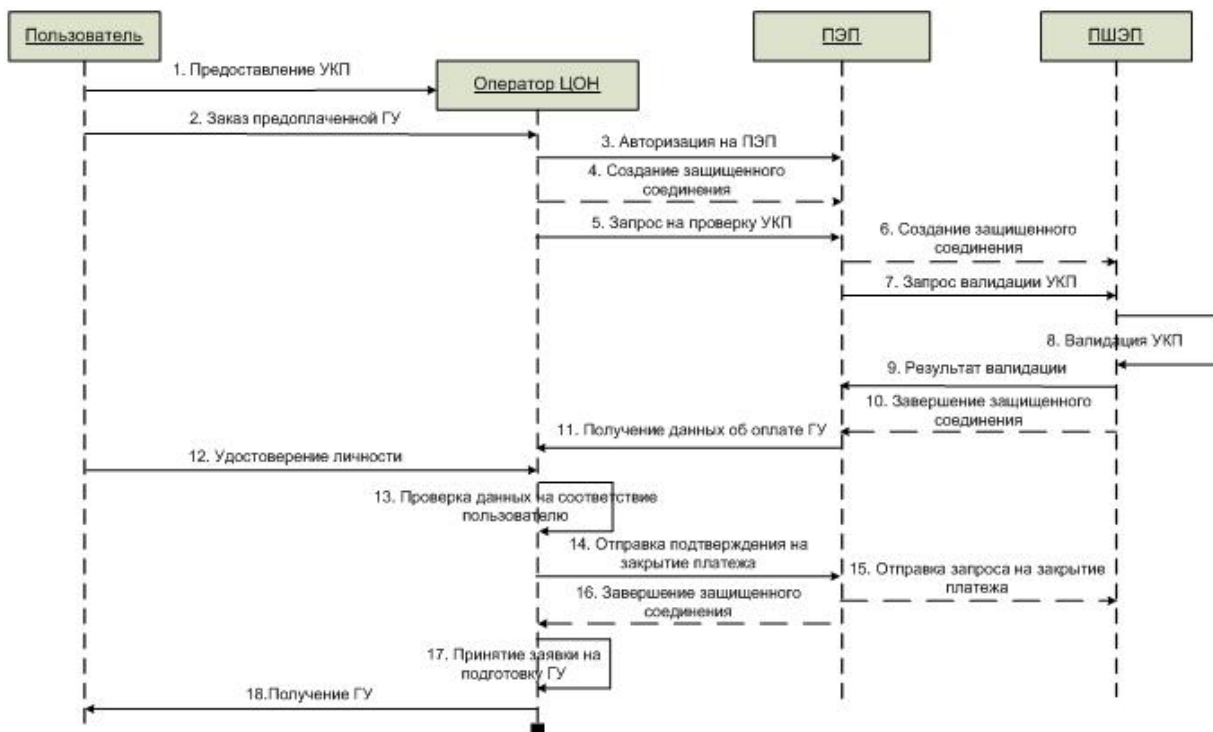 Пользователь
ПЭП
ПШЭП
1. Предоставление УКП
Оператор ЦОН
2. Заказ предоплаченной ГУ
3. Авторизация на ПЭП
4. Создание защищенного
соединения
5. Запрос на проверку УКП
6. Создание защищенного
соединения
7. Запрос валидации УКП
8. Валидация УКП
9. Результат валидации
10. Завершение защищенного
соединения
11. Получение данных об оплате ГУ
12. Удостоверение личности
13. Проверка данных на соответствие
пользователю
14. Отправка подтверждения на
закрытие платежа
15. Отправка запроса на закрытие
платежа
16. Завершение защищенного
соединения
17. Принятие заявки на
подготовку ГУ
18.Получение ГУ